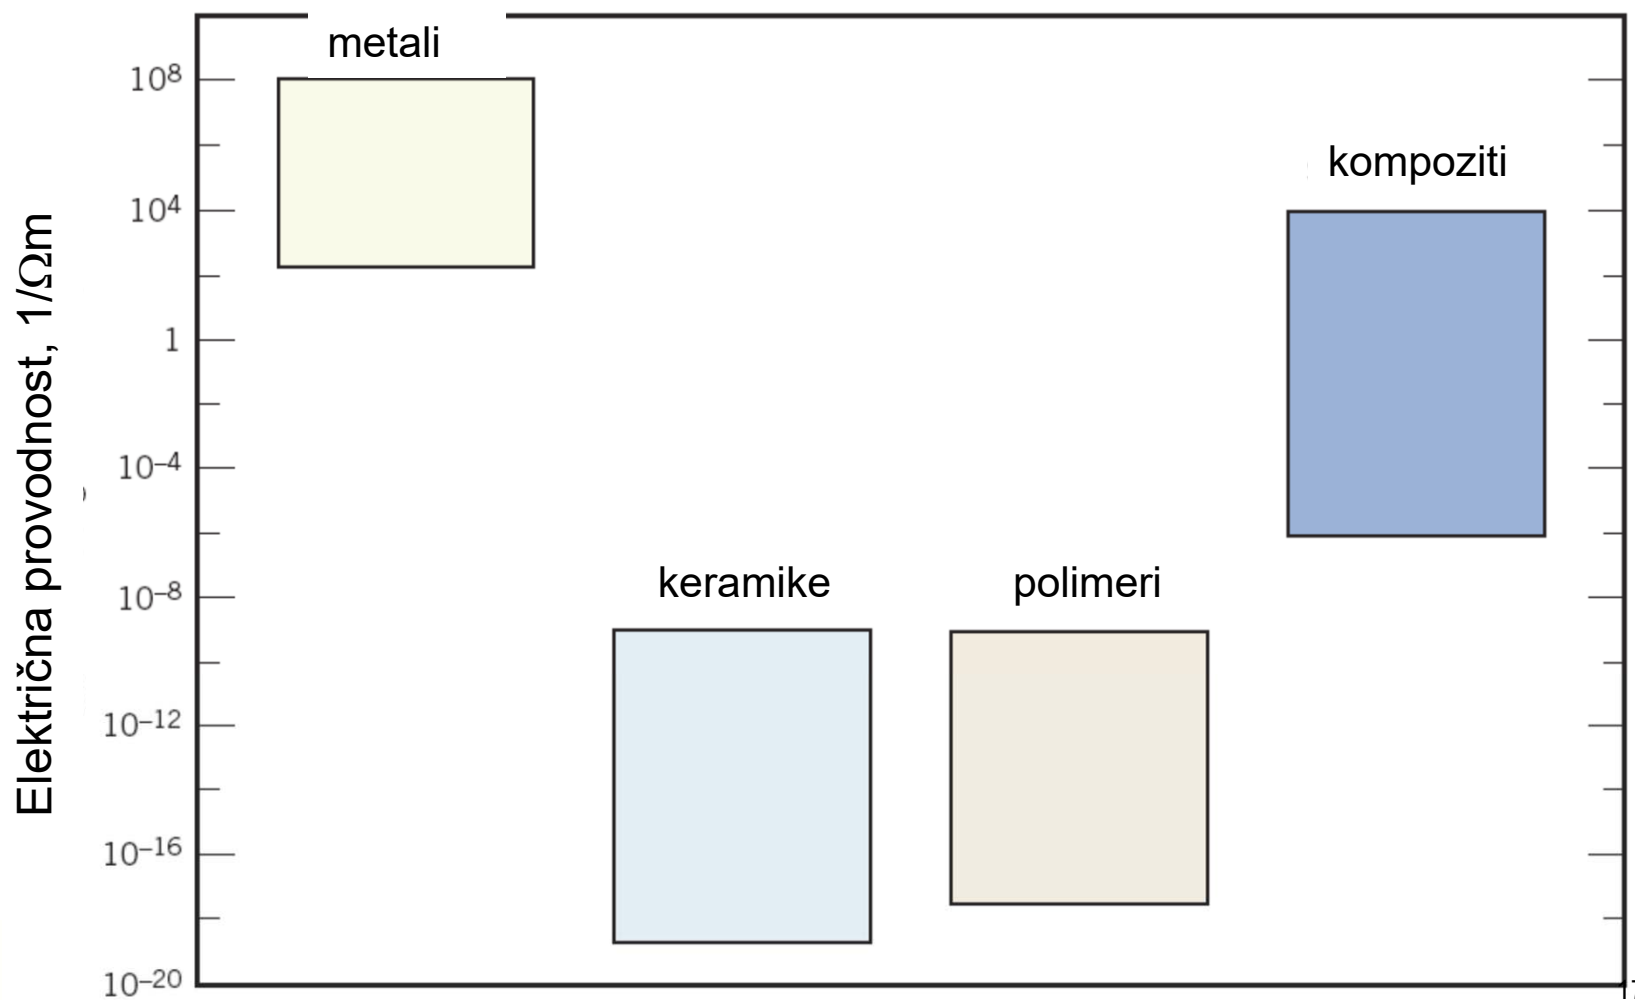 metali
kompoziti
keramike
polimeri
Električna provodnost, 1/Ωm
10⁸
10⁴
1
10⁻⁴
10⁻⁸
10⁻¹²
10⁻¹⁶
10⁻²⁰